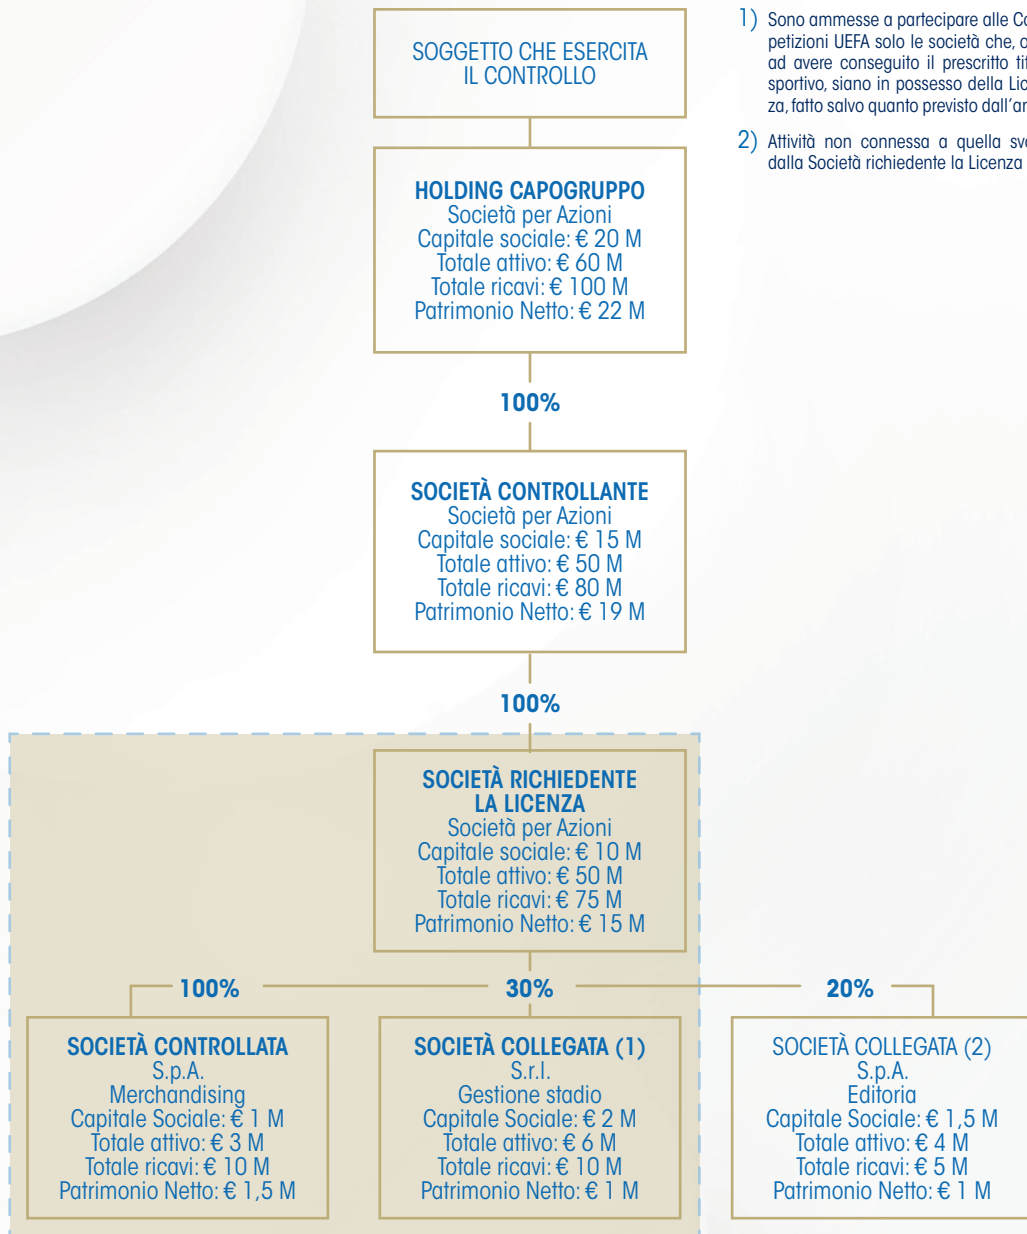 SOGGETTO CHE ESERCITA
IL CONTROLLO
1) Sono ammesse a partecipare alle
petizioni UEFA solo le società che,
ad avere conseguito il prescritto
sportivo, siano in possesso della
za, fatto salvo quanto previsto
2) Attività non connessa a quella
dalla Società richiedente la Licenza
HOLDING CAPOGRUPPO
Società per Azioni
Capitale sociale: € 20 M
Totale attivo: € 60 M
Totale ricavi: € 100 M
Patrimonio Netto: € 22 M
100%
SOCIETÀ CONTROLLANTE
Società per Azioni
Capitale sociale: € 15 M
Totale attivo: € 50 M
Totale ricavi: € 80 M
Patrimonio Netto: € 19 M
100%
SOCIETÀ RICHIEDENTE
LA LICENZA
Società per Azioni
Capitale sociale: € 10 M
Totale attivo: € 50 M
Totale ricavi: € 75 M
Patrimonio Netto: € 15 M
100%
30%
20%
SOCIETÀ CONTROLLATA
S.p.A.
Merchandising
Capitale Sociale: € 1 M
Totale attivo: € 3 M
Totale ricavi: € 10 M
Patrimonio Netto: € 1,5 M
SOCIETÀ COLLEGATA (1)
S.r.l.
Gestione stadio
Capitale Sociale: € 2 M
Totale attivo: € 6 M
Totale ricavi: € 10 M
Patrimonio Netto: € 1 M
SOCIETÀ COLLEGATA (2)
S.p.A.
Editoria
Capitale Sociale: € 1,5 M
Totale attivo: € 4 M
Totale ricavi: € 5 M
Patrimonio Netto: € 1 M